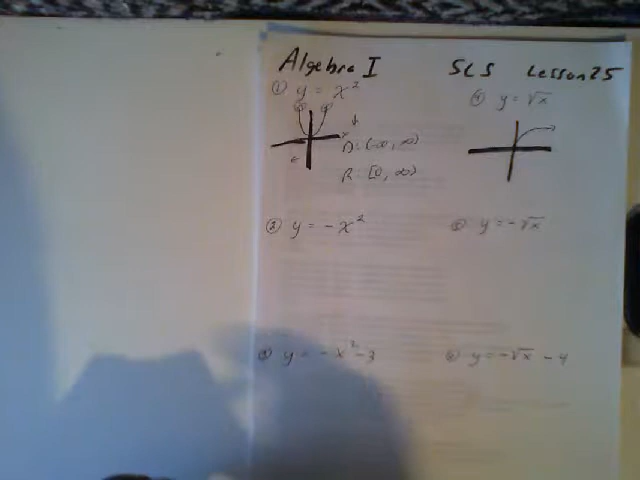 Algebra I SLS Lesson 25
① y = x²
D: (-∞, ∞)
R: [0, ∞)
④ y = √x
② y = -x²
⑤ y = -√x
③ y = -x² - 3
⑥ y = -√x - 4